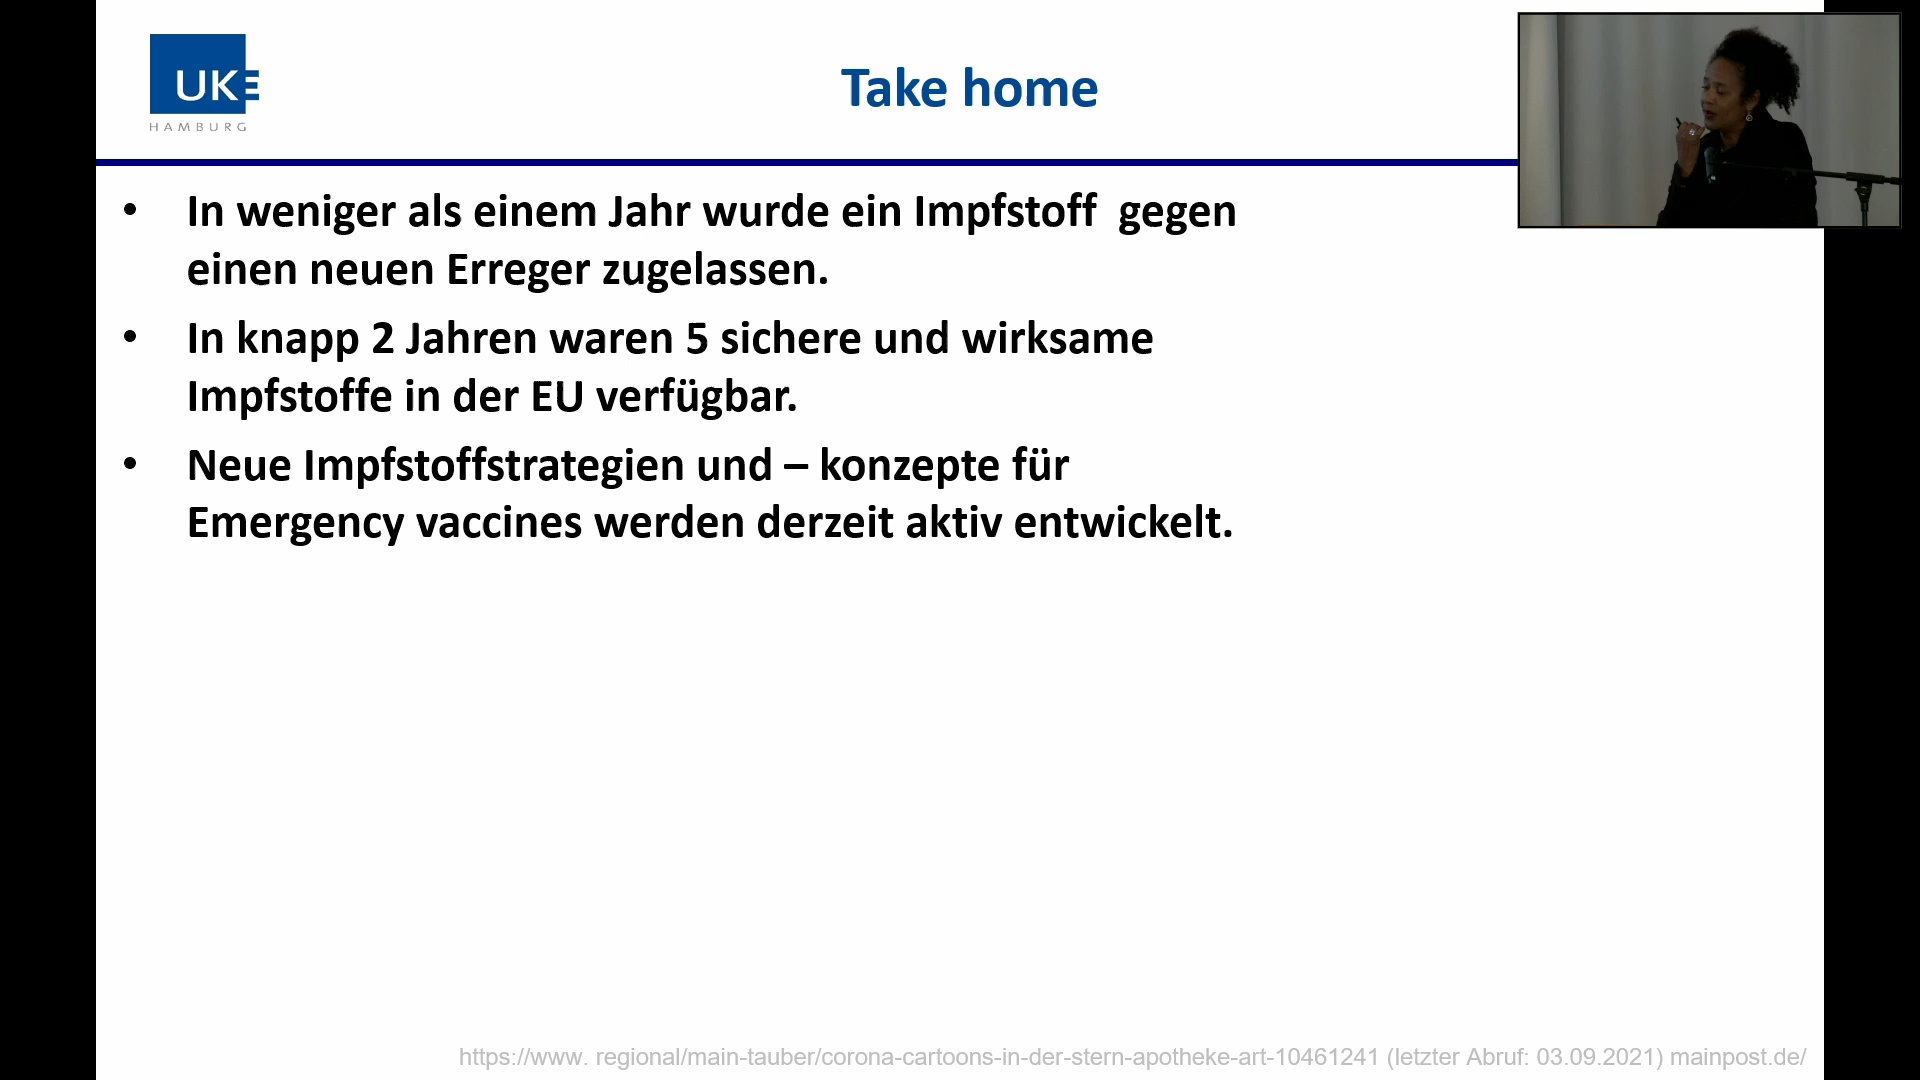 UKE
HAMBURG
Take home
• In weniger als einem Jahr wurde ein Impfstoff  gegen
einen neuen Erreger zugelassen.
• In knapp 2 Jahren waren 5 sichere und wirksame
Impfstoffe in der EU verfügbar.
• Neue Impfstoffstrategien und – konzepte für
Emergency vaccines werden derzeit aktiv entwickelt.
https://www. regional/main-tauber/corona-cartoons-in-der-stern-apotheke-art-10461241 (letzter Abruf: 03.09.2021) mainpost.de/